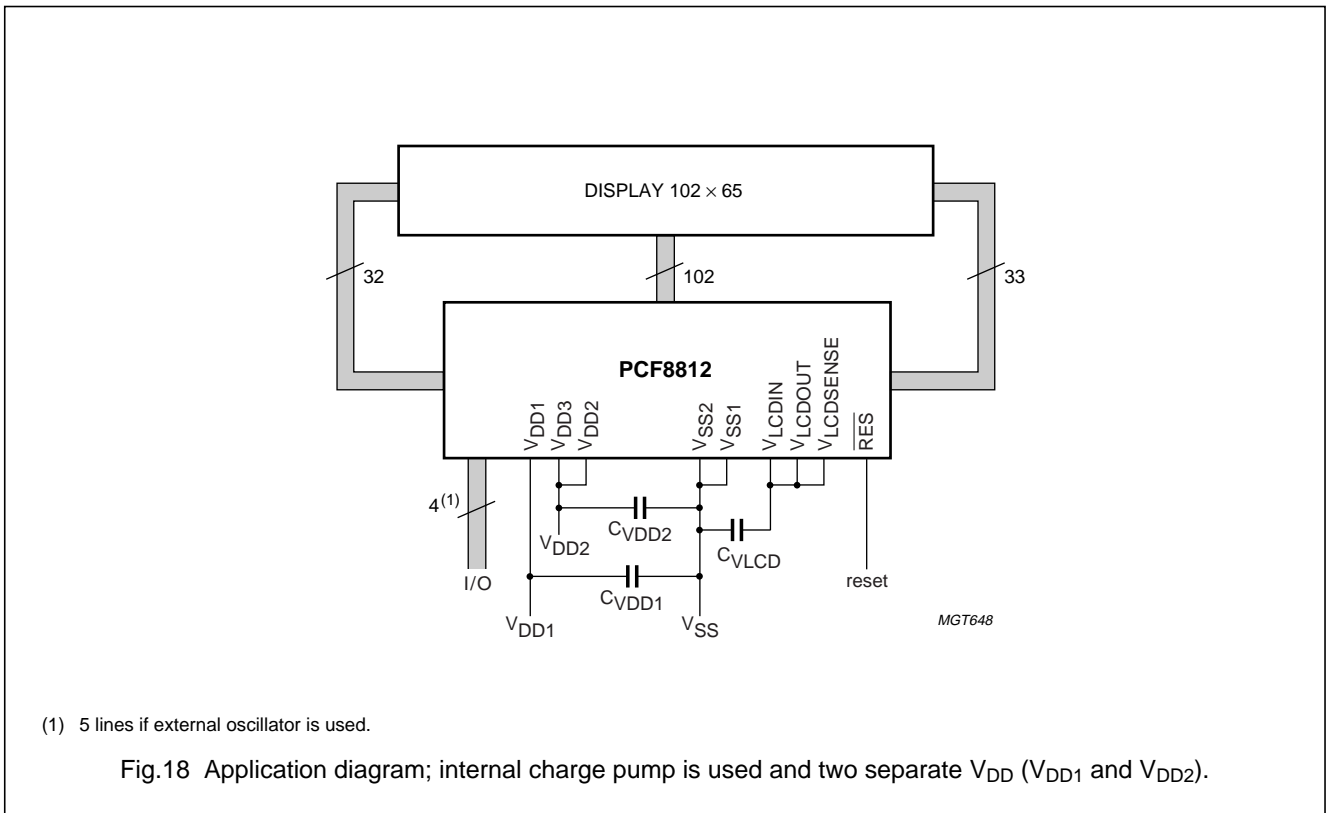 DISPLAY 102 × 65
32
102
33
PCF8812
VDD1
VDD3
VDD2
VSS2
VSS1
VLCDIN
VLCDOUT
VLCDSENSE
RES
4(1)
I/O
VDD2
CVDD2
CVLCD
VDD1
CVDD1
VSS
reset
MGT648
(1) 5 lines if external oscillator is used.
Fig.18 Application diagram; internal charge pump is used and two separate VDD (VDD1 and VDD2).